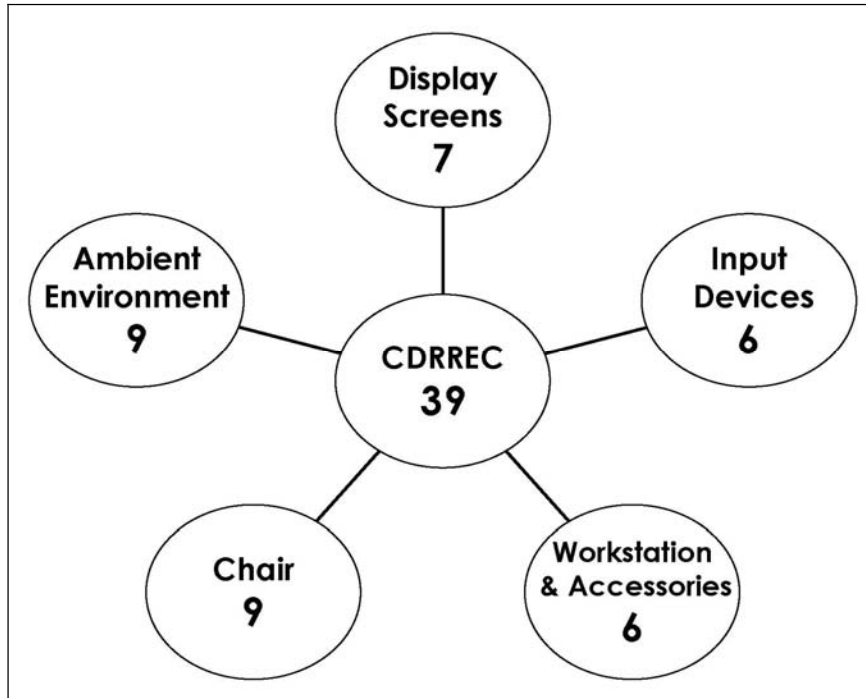 Display
Screens
7
Ambient
Environment
9
Input
Devices
6
CDRREC
39
Chair
9
Workstation
& Accessories
6